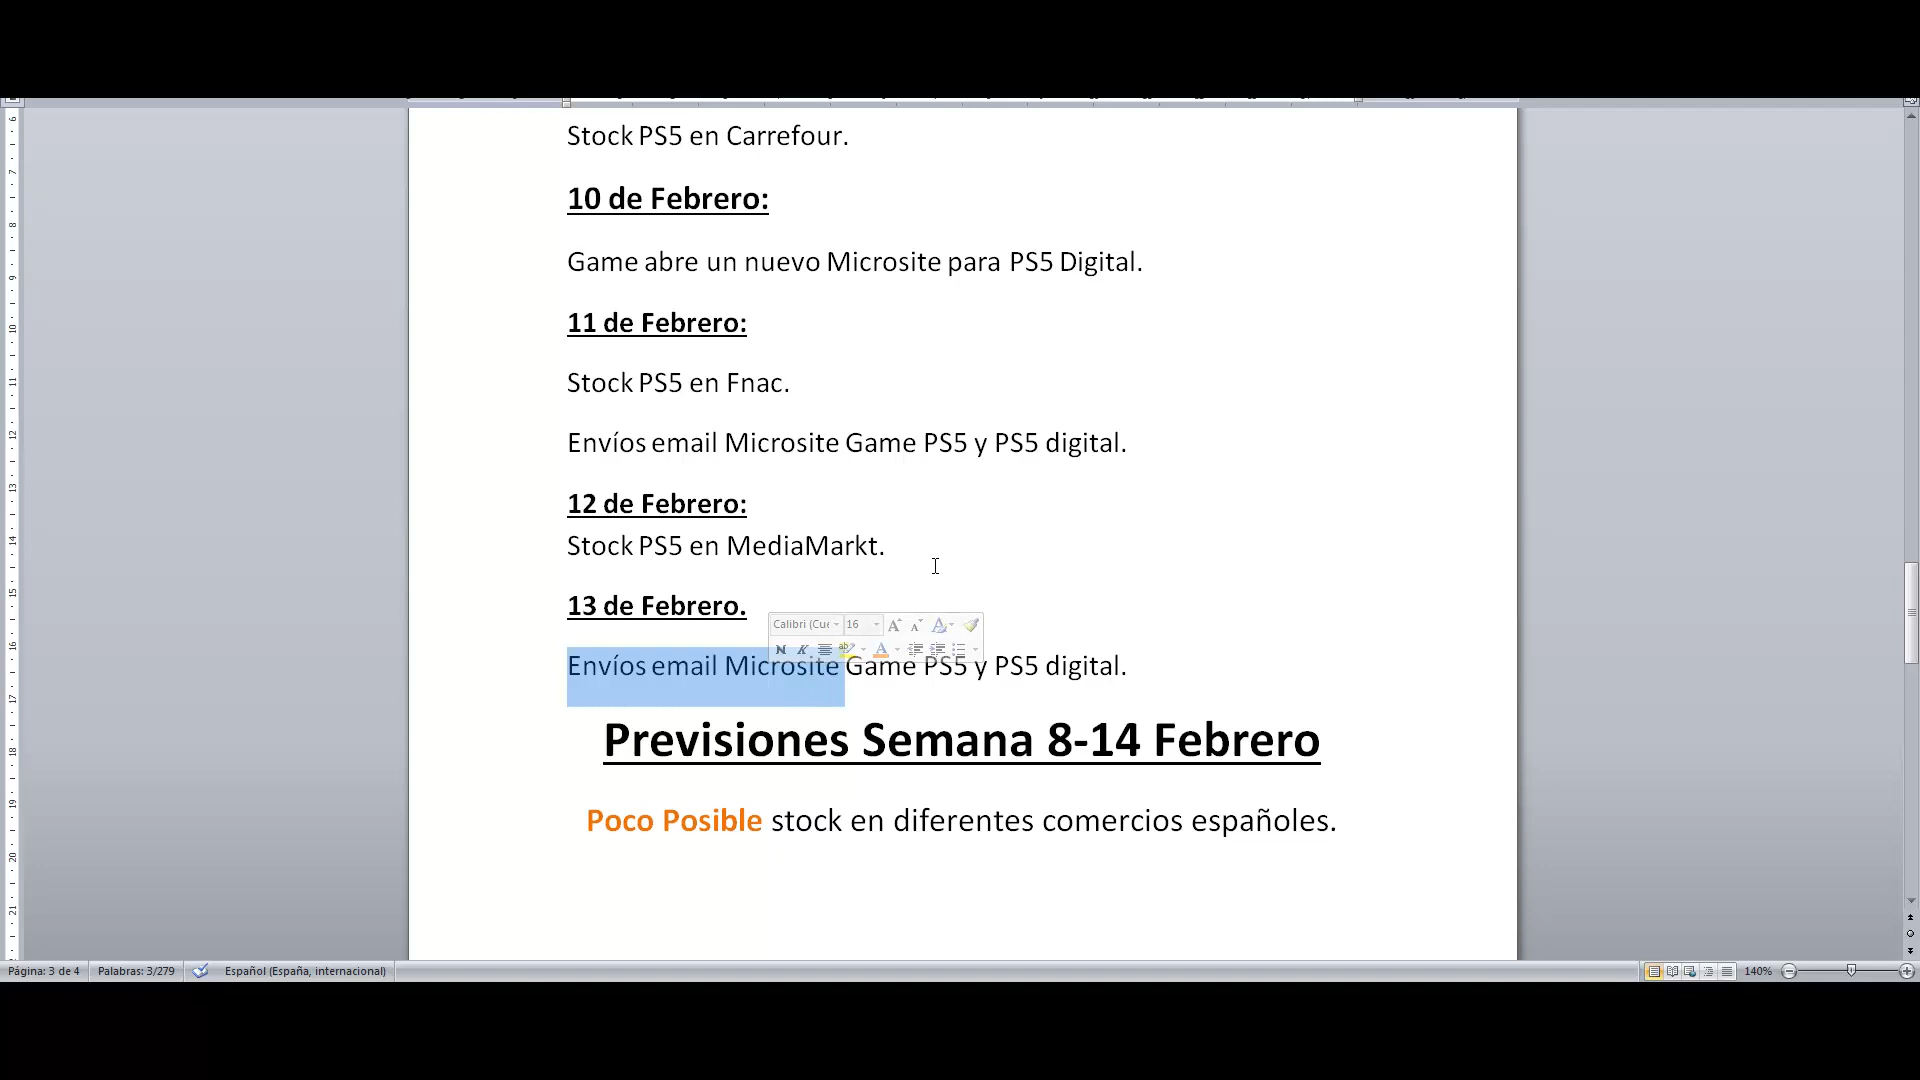 Stock PS5 en Carrefour.
10 de Febrero:
Game abre un nuevo Microsite para PS5 Digital.
11 de Febrero:
Stock PS5 en Fnac.
Envíos email Microsite Game PS5 y PS5 digital.
12 de Febrero:
Stock PS5 en MediaMarkt.
13 de Febrero.
Calibri (Cue 16
Envíos email Microsite Game PS5 y PS5 digital.
Previsiones Semana 8-14 Febrero
Poco Posible stock en diferentes comercios españoles.
Página: 3 de 4 Palabras: 3/279 Español (España, internacional) 140%